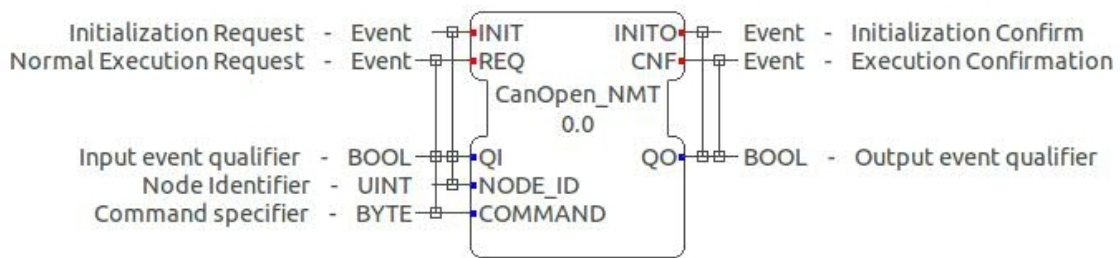 Initialization Request - Event INIT INITO Event - Initialization Confirm
Normal Execution Request - Event REQ CNF Event - Execution Confirmation
CanOpen_NMT
0.0
Input event qualifier - BOOL QI QO BOOL - Output event qualifier
Node Identifier - UINT NODE_ID
Command specifier - BYTE COMMAND